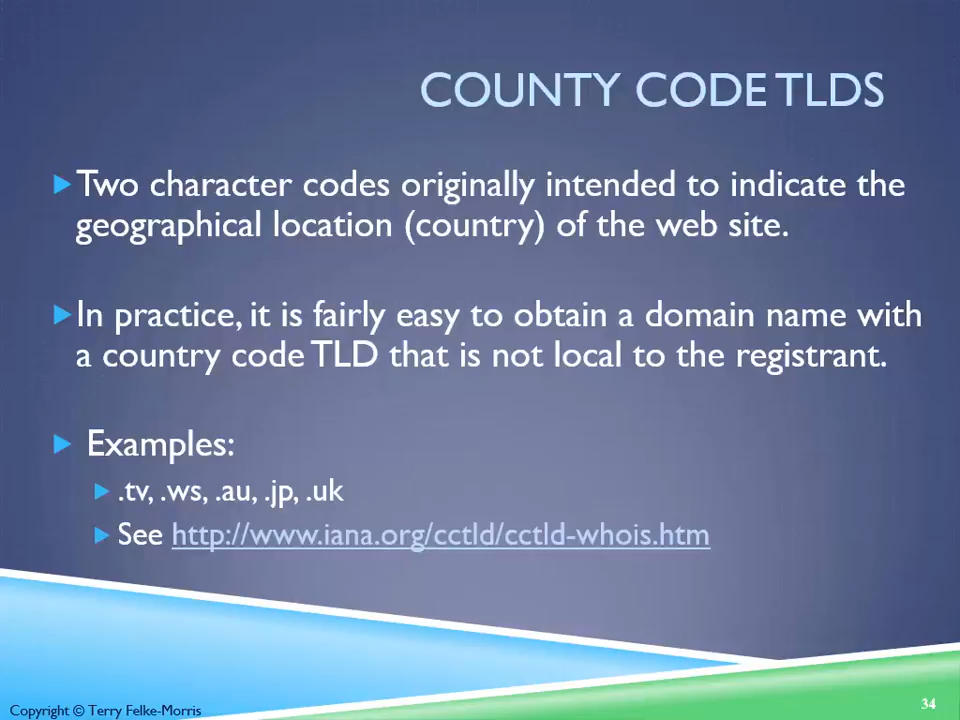 COUNTY CODE TLDS
Two character codes originally intended to indicate the
geographical location (country) of the web site.
In practice, it is fairly easy to obtain a domain name with
a country code TLD that is not local to the registrant.
Examples:
.tv, .ws, .au, .jp, .uk
See http://www.iana.org/cctld/cctld-whois.htm
Copyright © Terry Felke-Morris
34